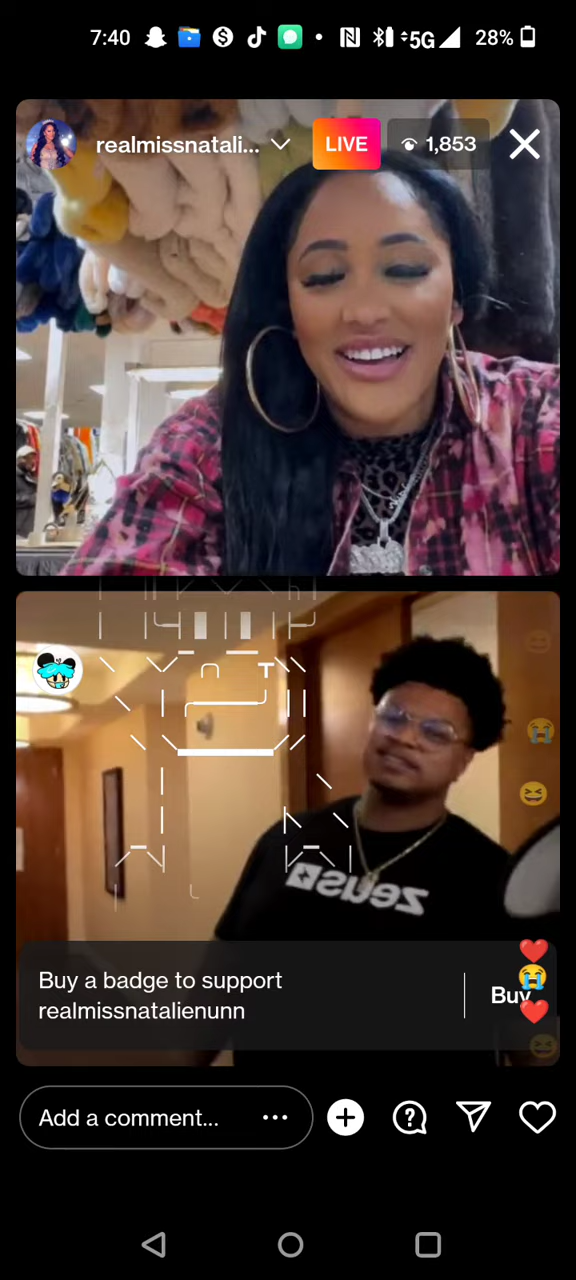 7:40
5G
28%
realmissnatali...
LIVE
1,853
zeus
Buy a badge to support
realmissnatalienunn
Buy
Add a comment...